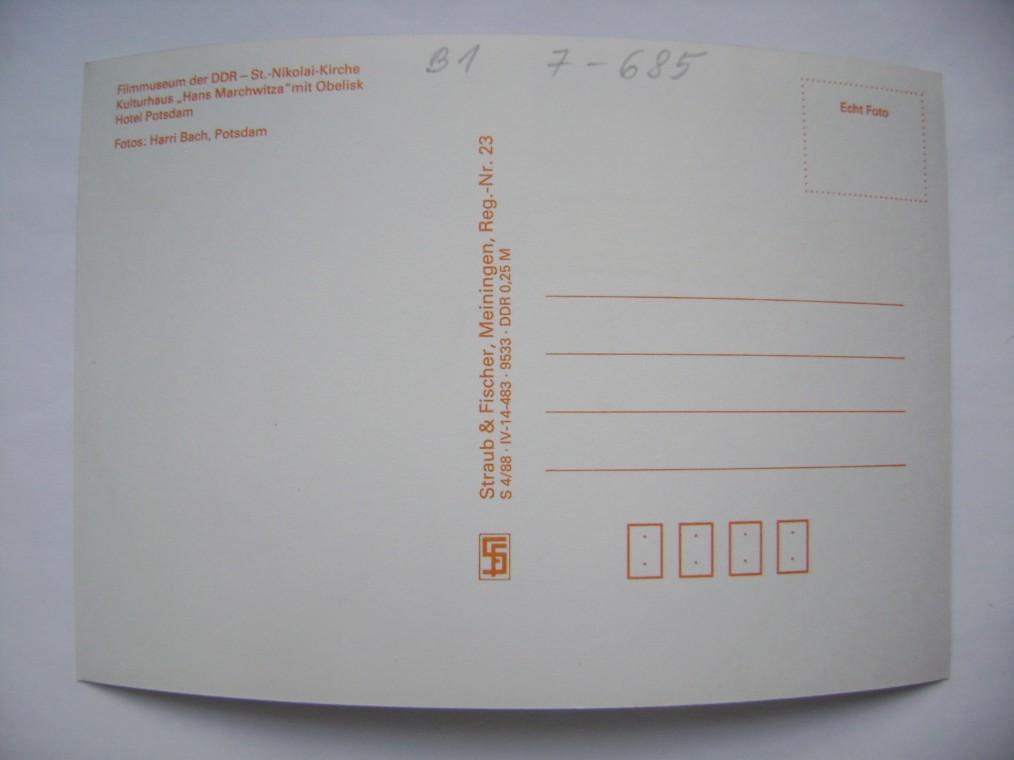 Filmmuseum der DDR – St.-Nikolai-Kirche
Kulturhaus „Hans Marchwitza“ mit Obelisk
Hotel Potsdam
Fotos: Harri Bach, Potsdam
B1 7-685
Echt Foto
Straub & Fischer, Meiningen, Reg.-Nr. 23
S 4/88 · IV-14-483 · 9533 · DDR 0,25 M